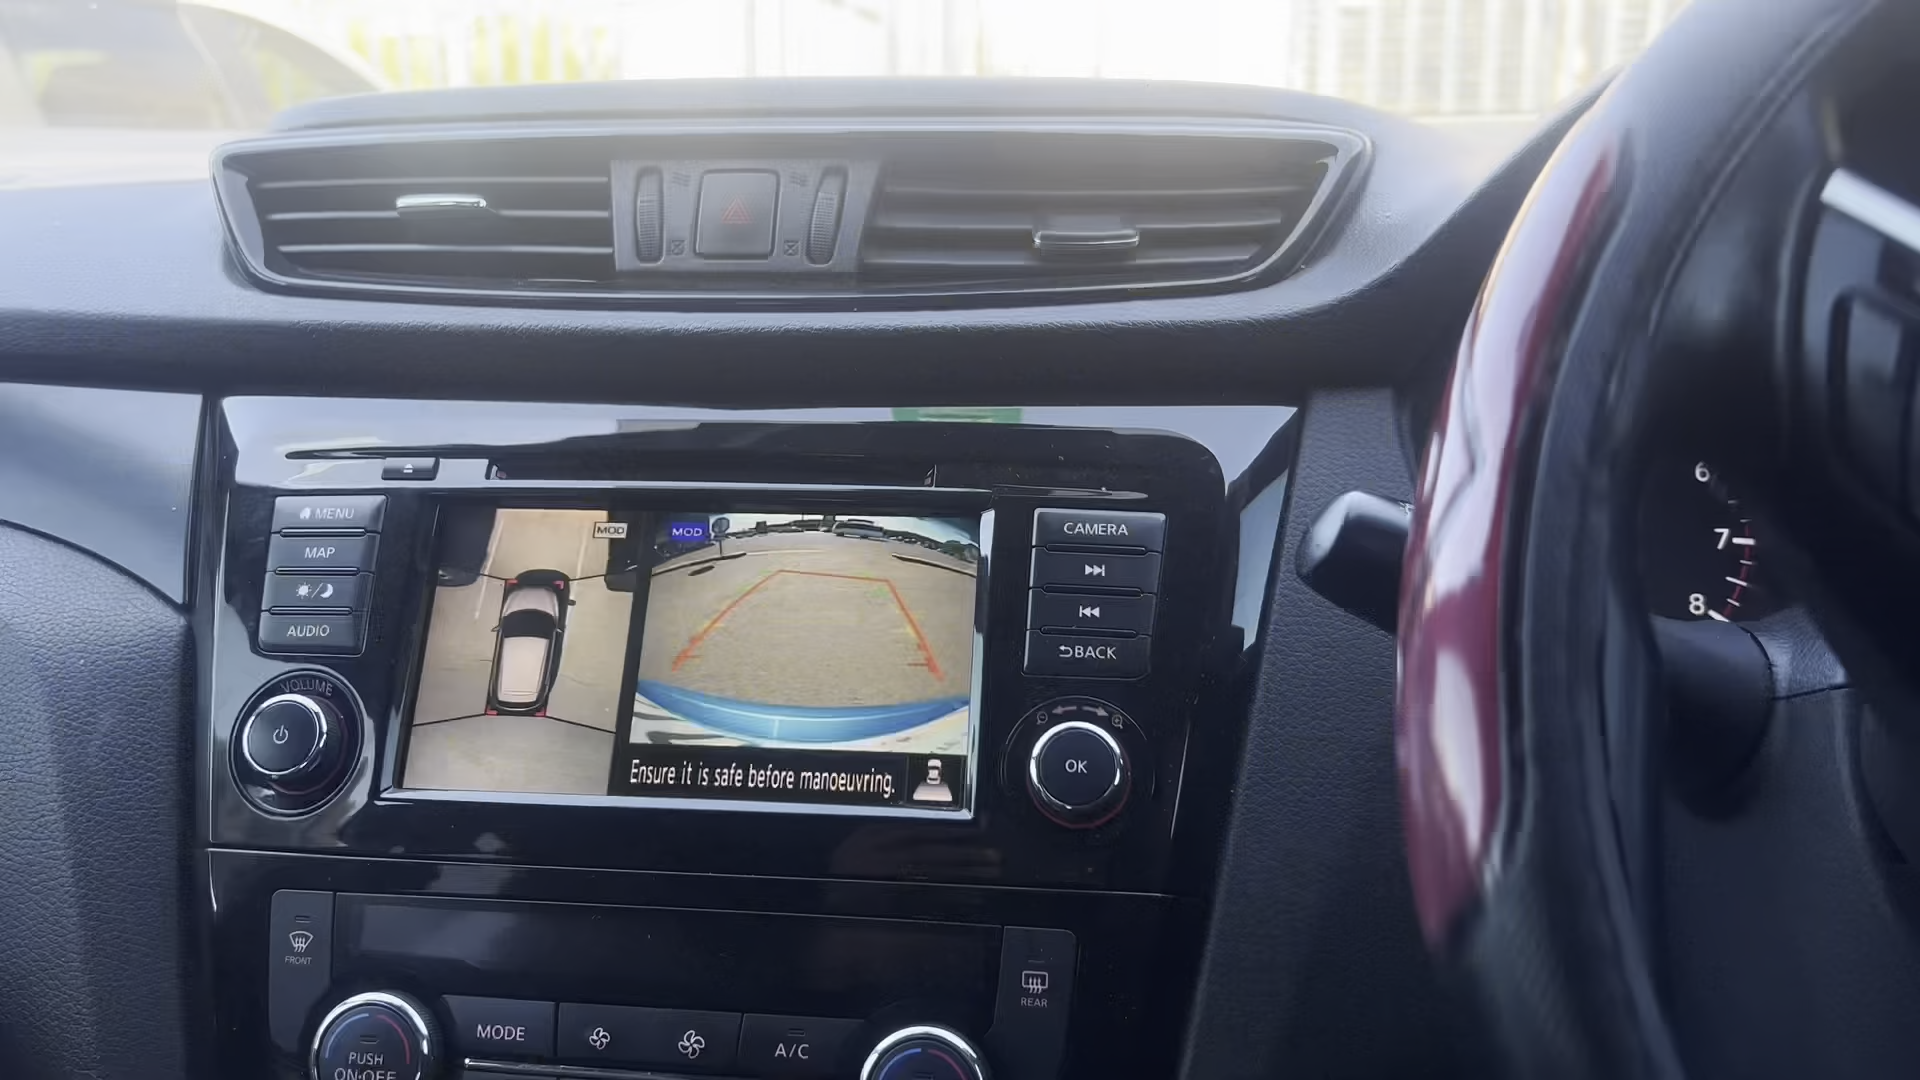 MENU
MAP
AUDIO
VOLUME
MOD
MOD
Ensure it is safe before manoeuvring.
CAMERA
BACK
OK
6
7
8
FRONT
REAR
PUSH
ON·OFF
MODE
A/C